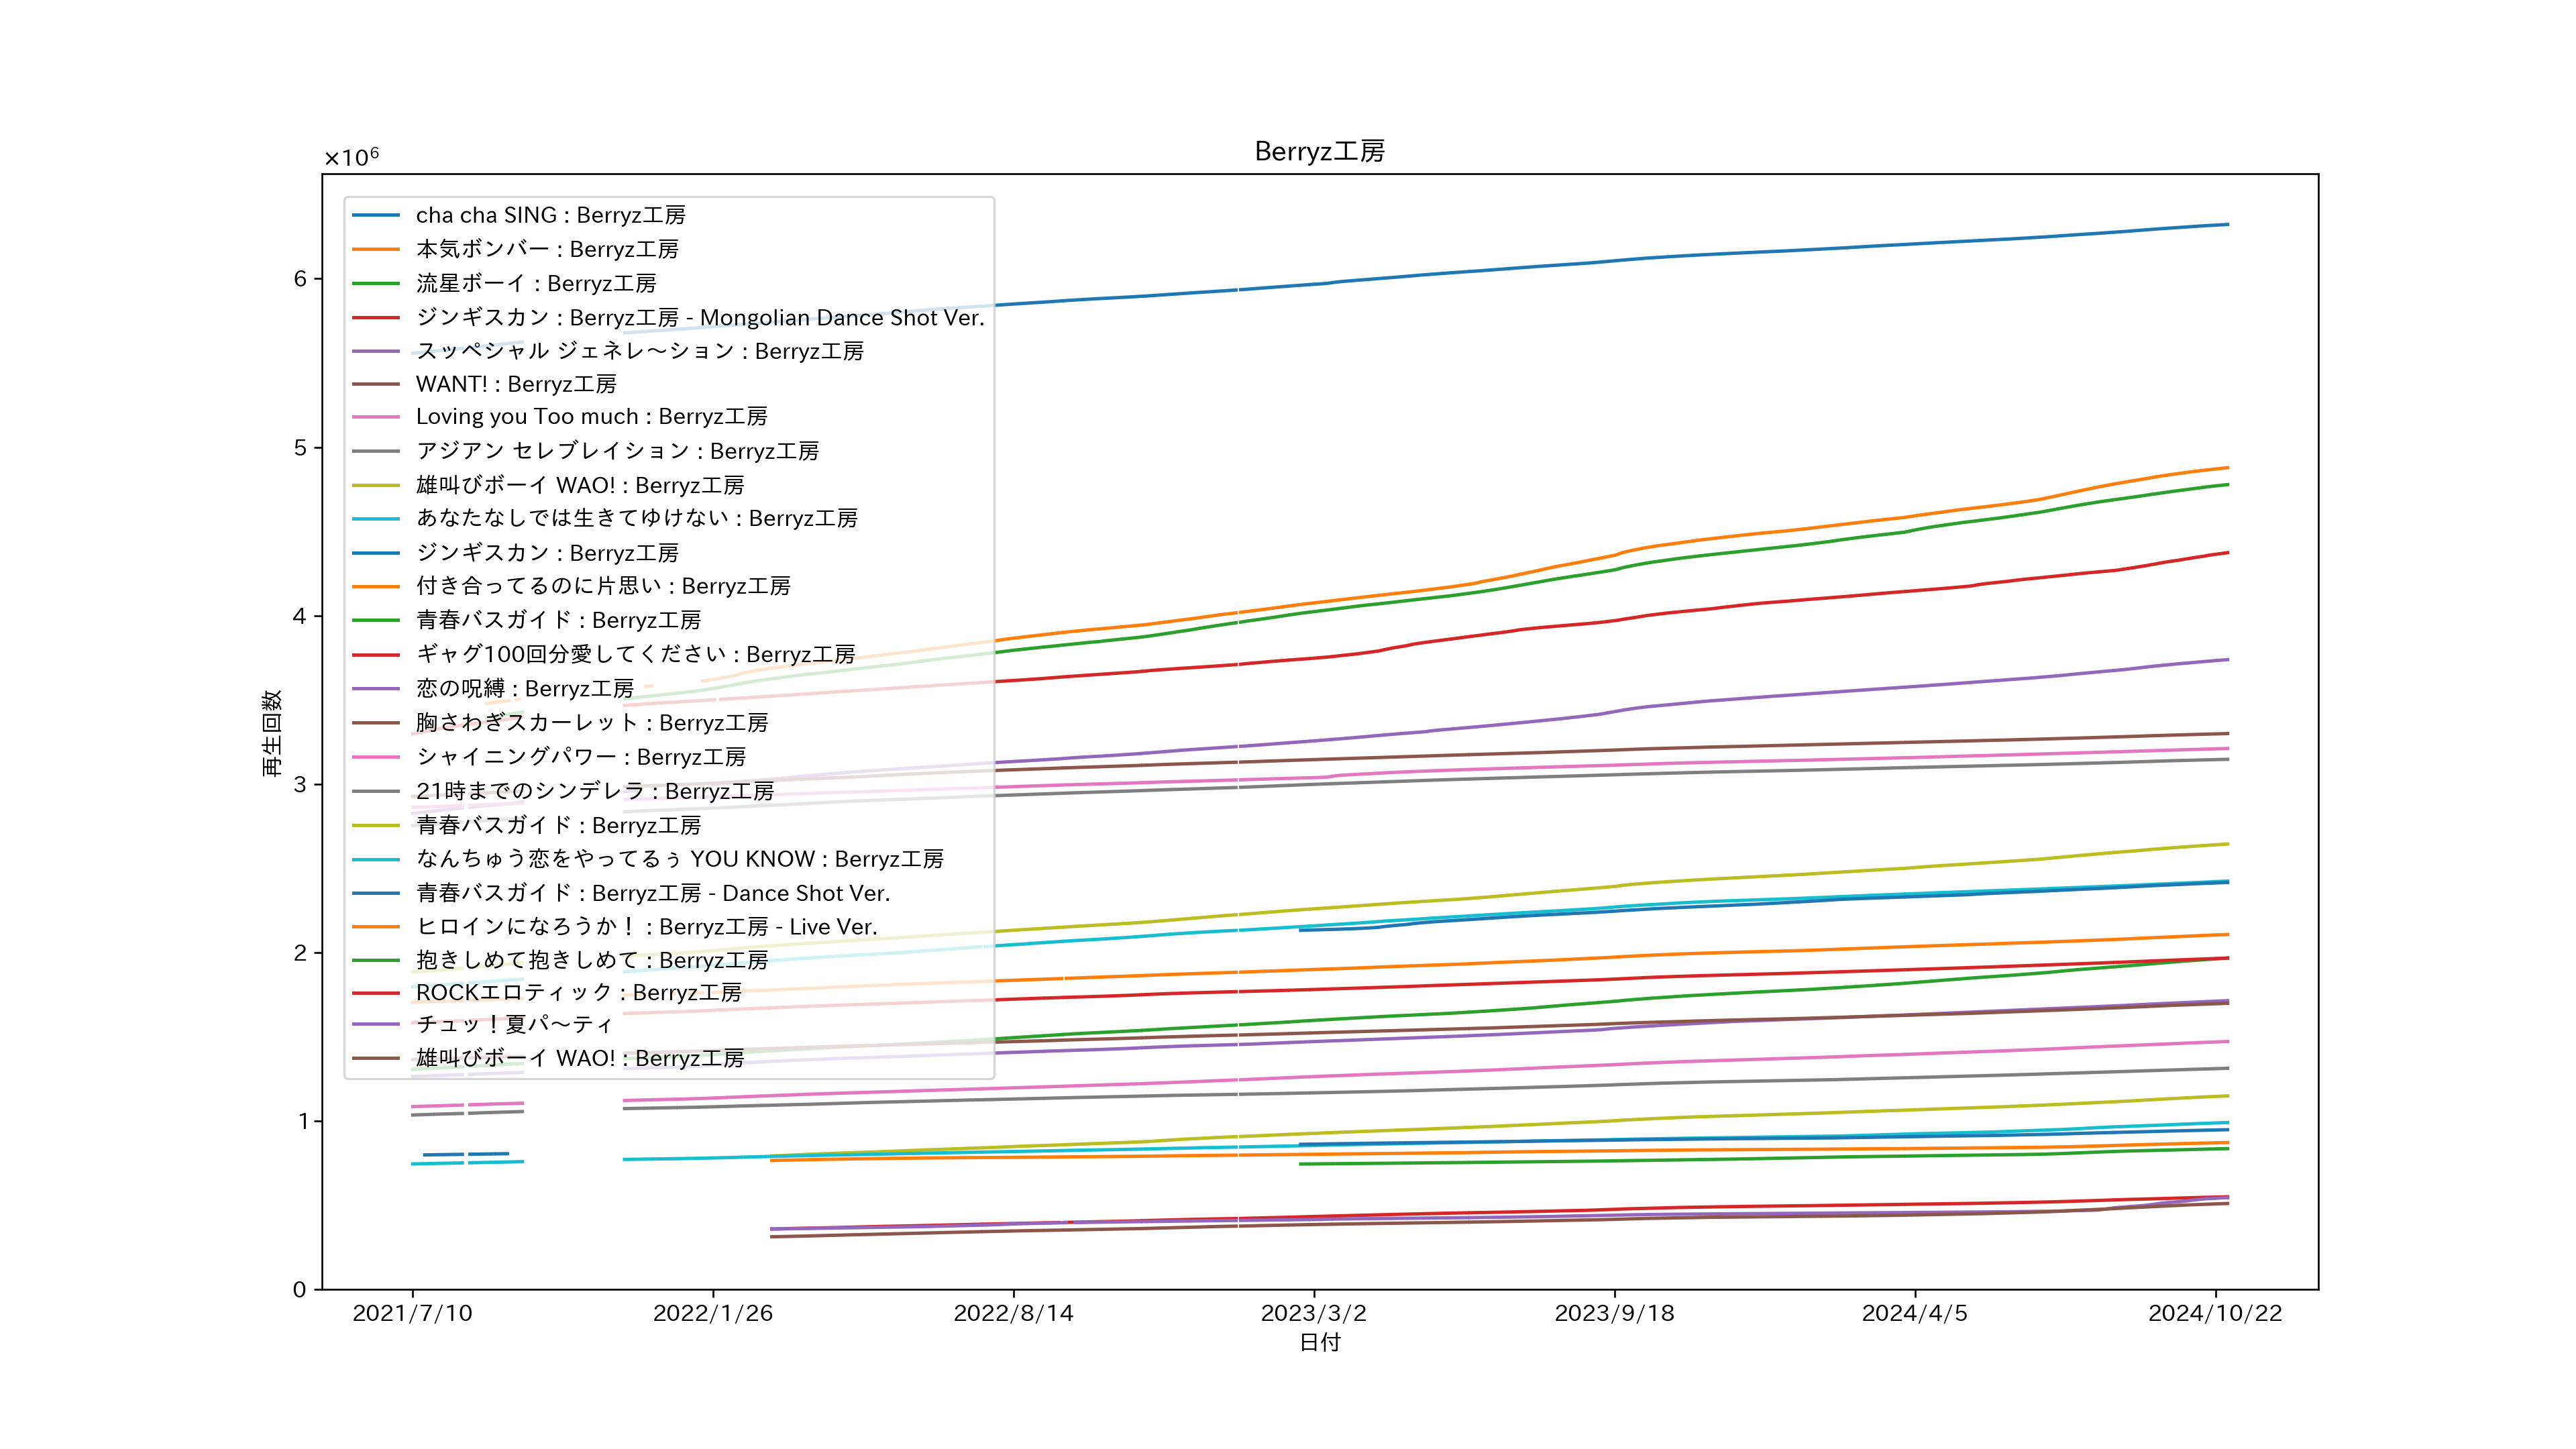 Berryz工房
×10⁶
cha cha SING : Berryz工房
本気ボンバー : Berryz工房
流星ボーイ : Berryz工房
ジンギスカン : Berryz工房 - Mongolian Dance Shot Ver.
スッペシャル ジェネレ～ション : Berryz工房
WANT! : Berryz工房
Loving you Too much : Berryz工房
アジアン セレブレイション : Berryz工房
雄叫びボーイ WAO! : Berryz工房
あなたなしでは生きてゆけない : Berryz工房
ジンギスカン : Berryz工房
付き合ってるのに片思い : Berryz工房
青春バスガイド : Berryz工房
ギャグ100回分愛してください : Berryz工房
恋の呪縛 : Berryz工房
胸さわぎスカーレット : Berryz工房
シャイニングパワー : Berryz工房
21時までのシンデレラ : Berryz工房
青春バスガイド : Berryz工房
なんちゅう恋をやってるぅ YOU KNOW : Berryz工房
青春バスガイド : Berryz工房 - Dance Shot Ver.
ヒロインになろうか！ : Berryz工房 - Live Ver.
抱きしめて抱きしめて : Berryz工房
ROCKエロティック : Berryz工房
チュッ！夏パ～ティ
雄叫びボーイ WAO! : Berryz工房
6
5
4
3
2
1
0
再生回数
2021/7/10
2022/1/26
2022/8/14
2023/3/2
2023/9/18
2024/4/5
2024/10/22
日付